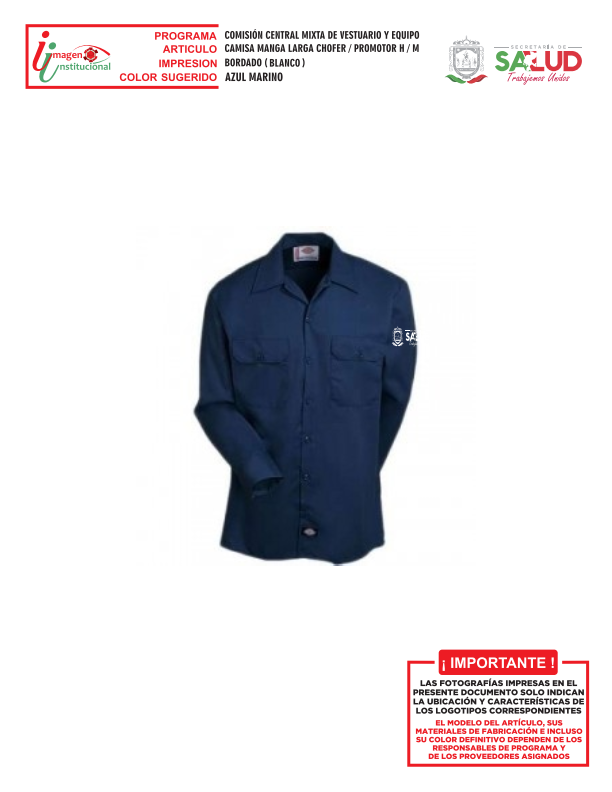 imagen
institucional
PROGRAMA COMISIÓN CENTRAL MIXTA DE VESTUARIO Y EQUIPO
ARTICULO CAMISA MANGA LARGA CHOFER / PROMOTOR H / M
IMPRESION BORDADO ( BLANCO )
COLOR SUGERIDO AZUL MARINO
SECRETARÍA DE
SALUD
Trabajemos Unidos
¡ IMPORTANTE !
LAS FOTOGRAFÍAS IMPRESAS EN EL
PRESENTE DOCUMENTO SOLO INDICAN
LA UBICACIÓN Y CARACTERÍSTICAS DE
LOS LOGOTIPOS CORRESPONDIENTES
EL MODELO DEL ARTÍCULO, SUS
MATERIALES DE FABRICACIÓN E INCLUSO
SU COLOR DEFINITIVO DEPENDEN DE LOS
RESPONSABLES DE PROGRAMA Y
DE LOS PROVEEDORES ASIGNADOS